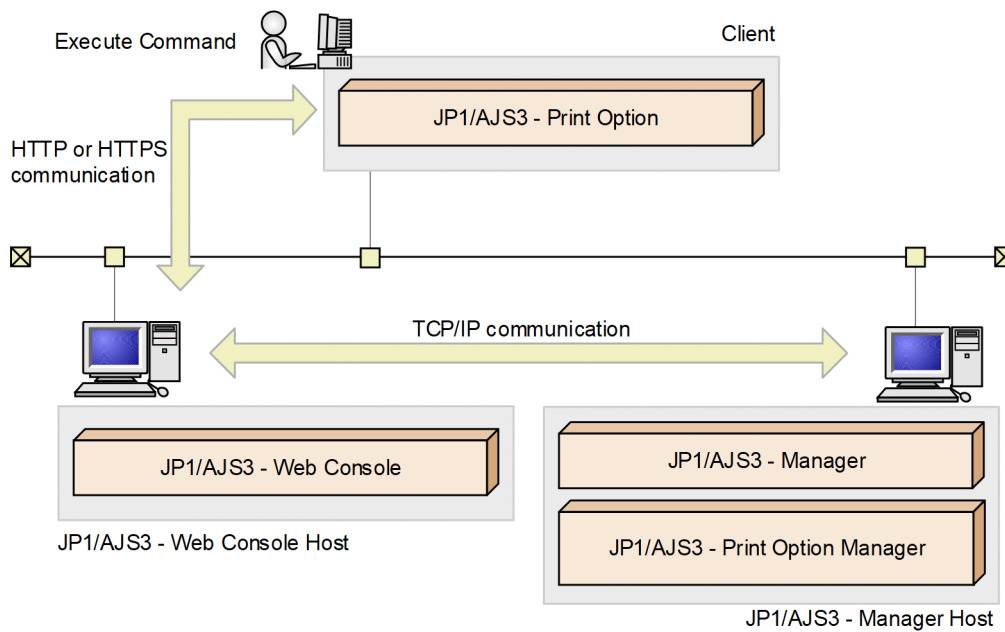 Execute Command
Client
JP1/AJS3 - Print Option
HTTP or HTTPS
communication
TCP/IP communication
JP1/AJS3 - Web Console
JP1/AJS3 - Web Console Host
JP1/AJS3 - Manager
JP1/AJS3 - Print Option Manager
JP1/AJS3 - Manager Host